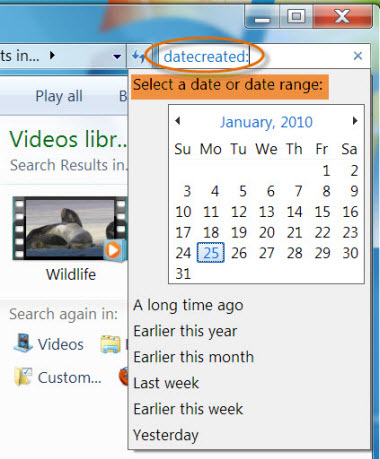 ts in...
datecreated:
Play all
Select a date or date range:
January, 2010
Su Mo Tu We Th Fr Sa
1 2
3 4 5 6 7 8 9
10 11 12 13 14 15 16
17 18 19 20 21 22 23
24 25 26 27 28 29 30
31
Videos libr...
Search Results in...
Wildlife
A long time ago
Earlier this year
Earlier this month
Last week
Earlier this week
Yesterday
Search again in:
Videos
Custom...